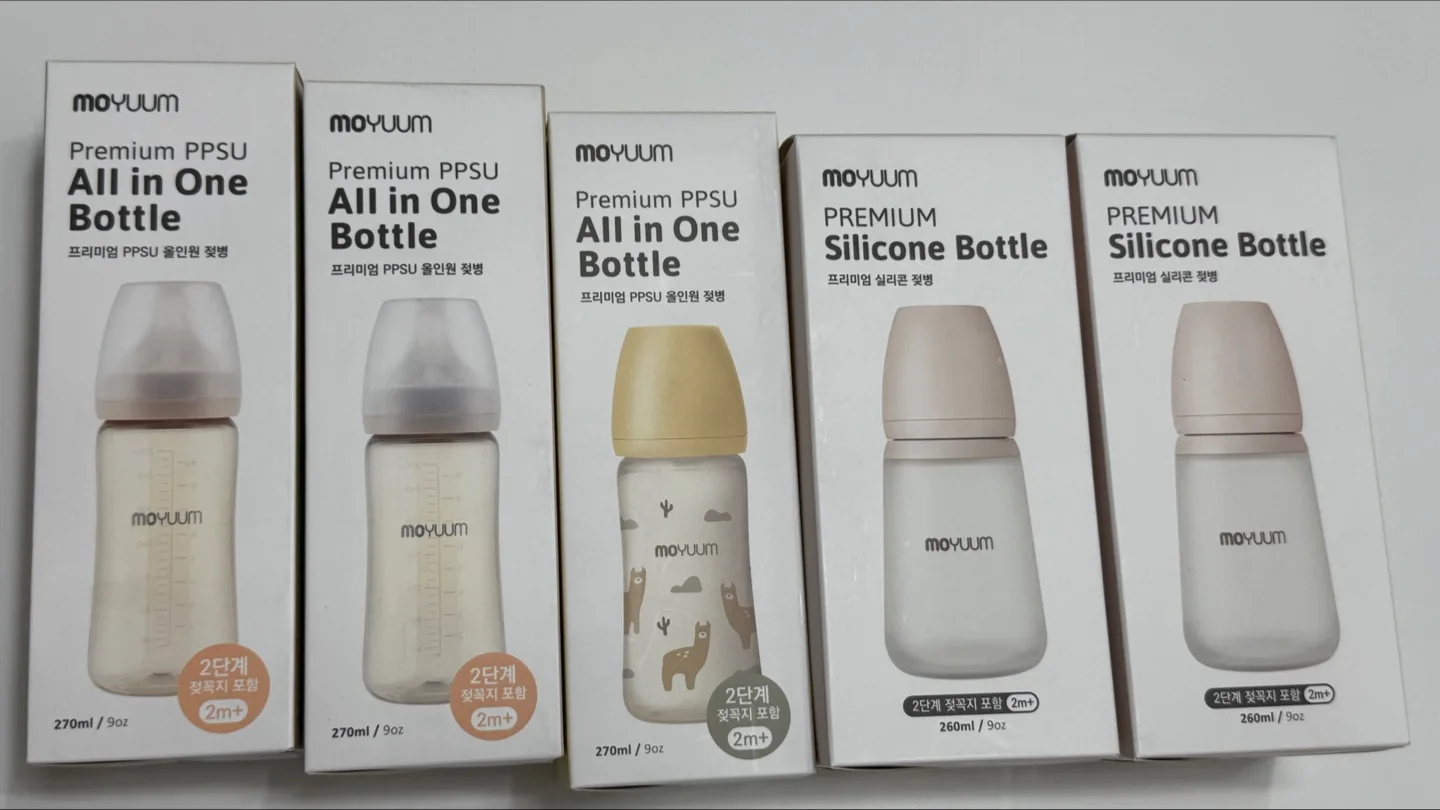 moyuum
Premium PPSU
All in One
Bottle
프리미엄 PPSU 올인원 젖병
moyuum
2단계
젖꼭지 포함
2m+
270ml / 9oz
moyuum
Premium PPSU
All in One
Bottle
프리미엄 PPSU 올인원 젖병
moyuum
2단계
젖꼭지 포함
2m+
270ml / 9oz
moyuum
Premium PPSU
All in One
Bottle
프리미엄 PPSU 올인원 젖병
moyuum
2단계
젖꼭지 포함
2m+
270ml / 9oz
moyuum
PREMIUM
Silicone Bottle
프리미엄 실리콘 젖병
moyuum
2단계 젖꼭지 포함 2m+
260ml / 9oz
moyuum
PREMIUM
Silicone Bottle
프리미엄 실리콘 젖병
moyuum
2단계 젖꼭지 포함 2m+
260ml / 9oz